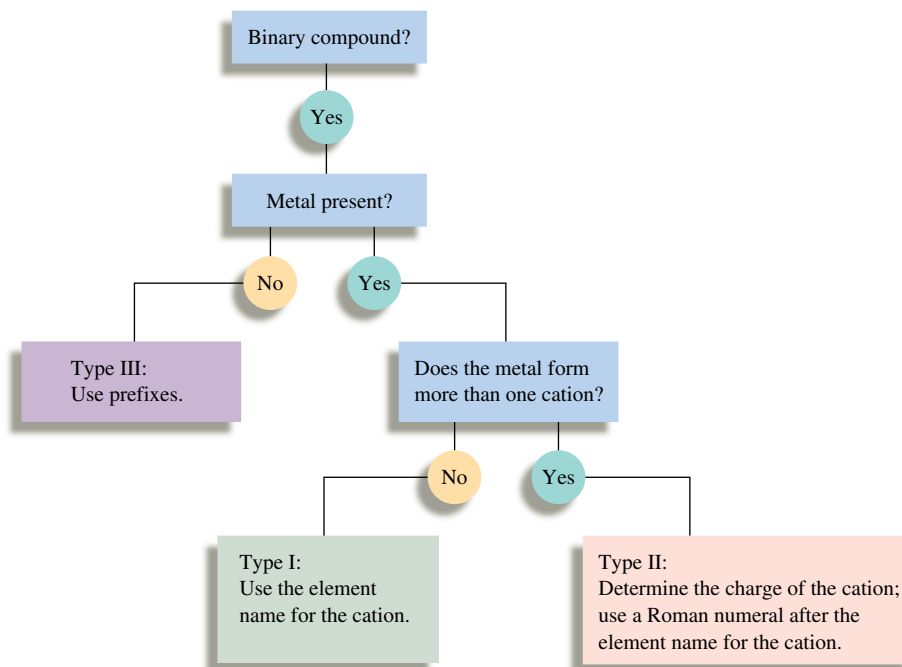 Binary compound?
Yes
Metal present?
No
Yes
Type III:
Use prefixes.
Does the metal form
more than one cation?
No
Yes
Type I:
Use the element
name for the cation.
Type II:
Determine the charge of the cation;
use a Roman numeral after the
element name for the cation.